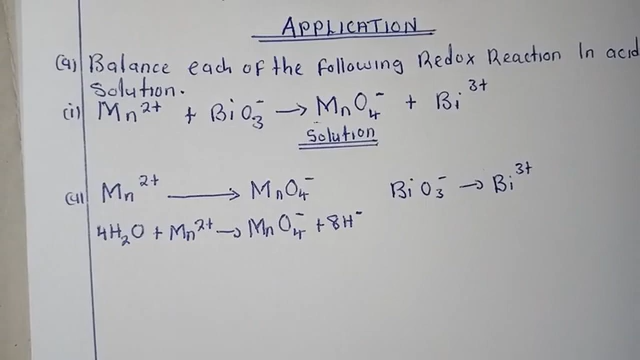 APPLICATION
(a) Balance each of the following Redox Reaction In acid
Solution.
(i) Mn²⁺ + BiO₃⁻ → MnO₄⁻ + Bi³⁺
Solution
(i) Mn²⁺ → MnO₄⁻ BiO₃⁻ → Bi³⁺
4H₂O + Mn²⁺ → MnO₄⁻ + 8H⁻